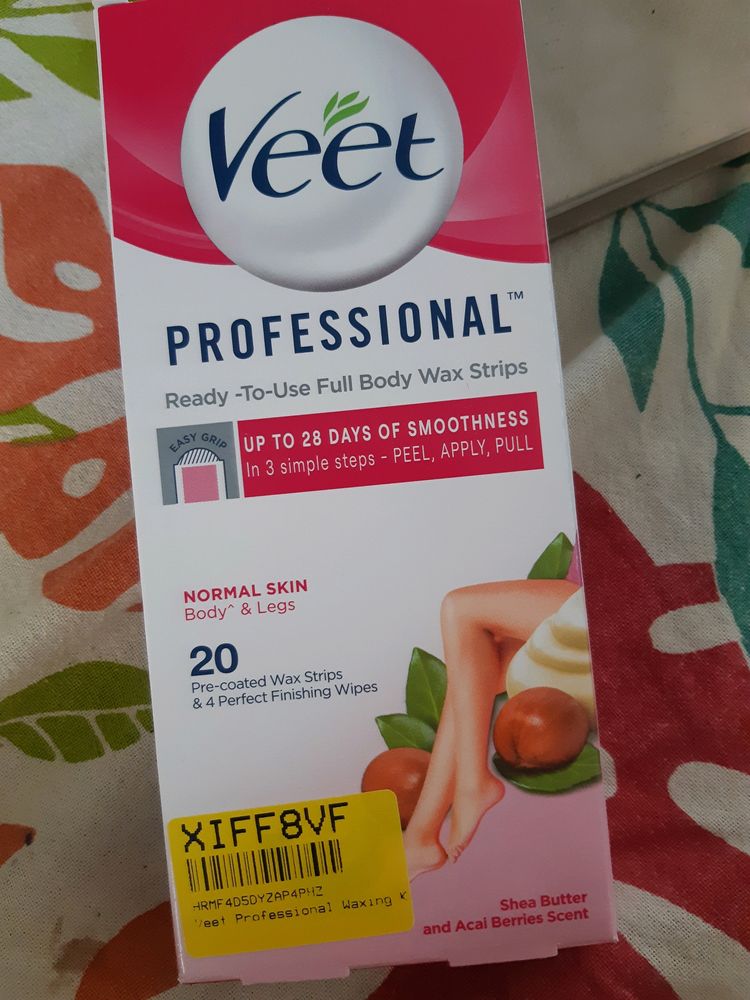 Veet
PROFESSIONAL™
Ready -To-Use Full Body Wax Strips
EASY GRIP
UP TO 28 DAYS OF SMOOTHNESS
In 3 simple steps - PEEL, APPLY, PULL
NORMAL SKIN
Body^ & Legs
20
Pre-coated Wax Strips
& 4 Perfect Finishing Wipes
XIFF8VF
HRMF4D5DYZAP4P4Z
Veet Professional Waxing K
Shea Butter
and Acai Berries Scent